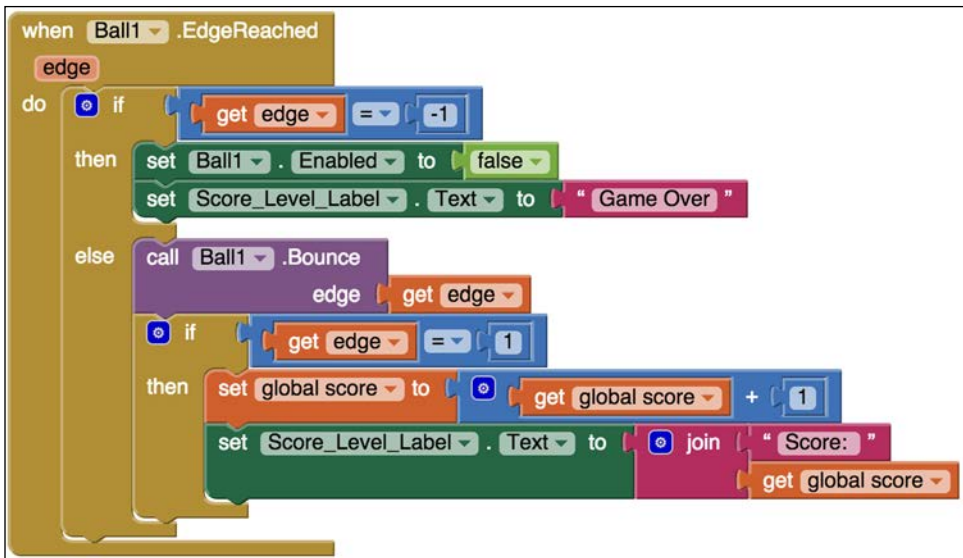 when Ball1 .EdgeReached
edge
do if get edge = -1
then set Ball1 . Enabled to false
set Score_Level_Label . Text to " Game Over "
else call Ball1 .Bounce
edge get edge
if get edge = 1
then set global score to get global score + 1
set Score_Level_Label . Text to join " Score: "
get global score